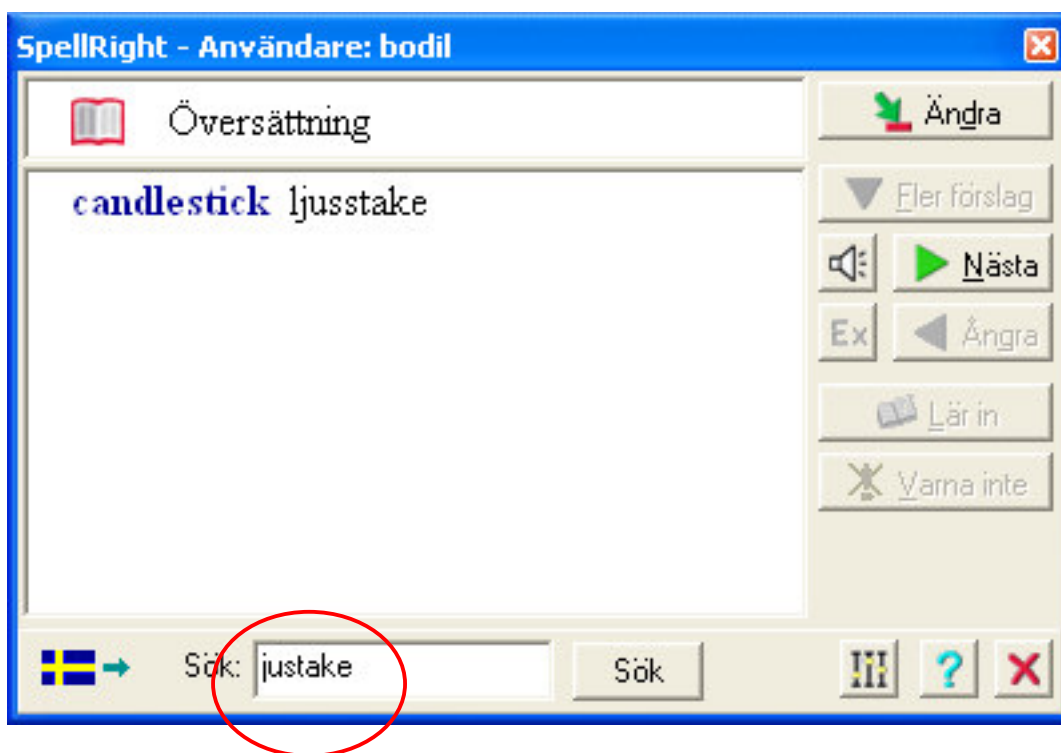 SpellRight - Användare: bodil
Översättning
Ändra
candlestick ljusstake
Fler förslag
Nästa
Ex
Ångra
Lär in
Varna inte
Sök: justake
Sök
?